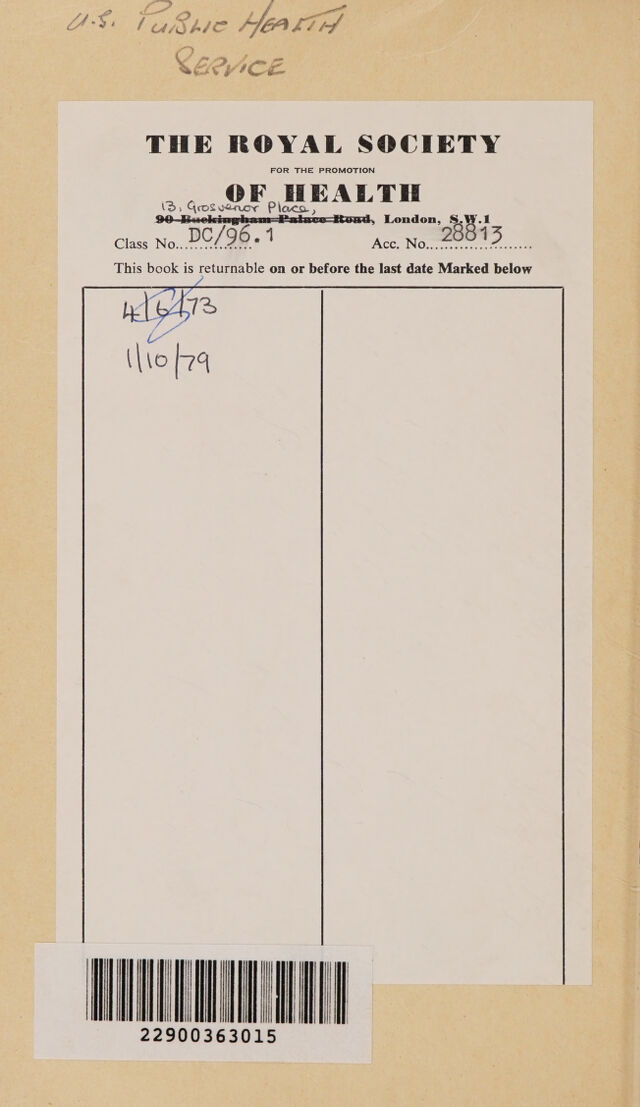 U.S. PUBLIC HEALTH
SERVICE
THE ROYAL SOCIETY
FOR THE PROMOTION
OF HEALTH
13, Grosvenor Place,
90 Buckingham Palace Road, London, S.W.1
Class No. DC/96.1 Acc. No. 28813
This book is returnable on or before the last date Marked below
4/6/73
1/10/79
22900363015